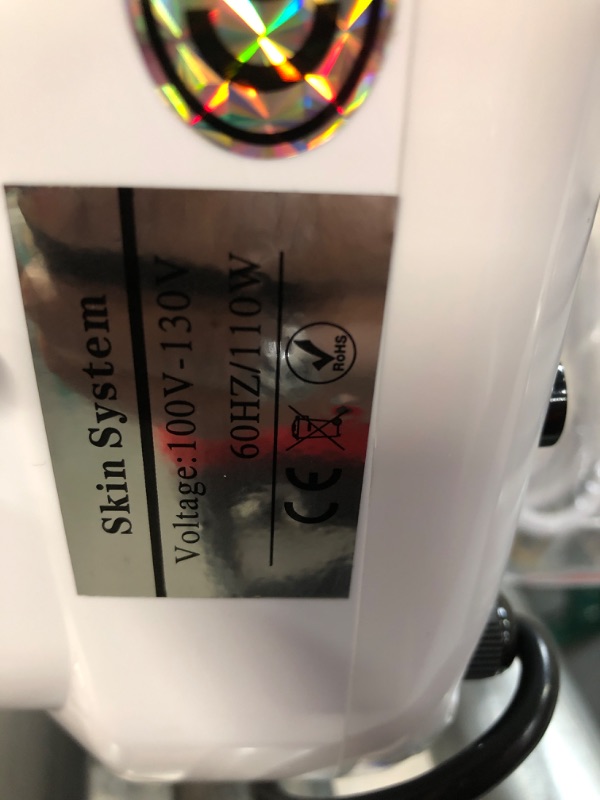 Skin System
Voltage:100V-130V
60HZ/110W
CE
RoHS